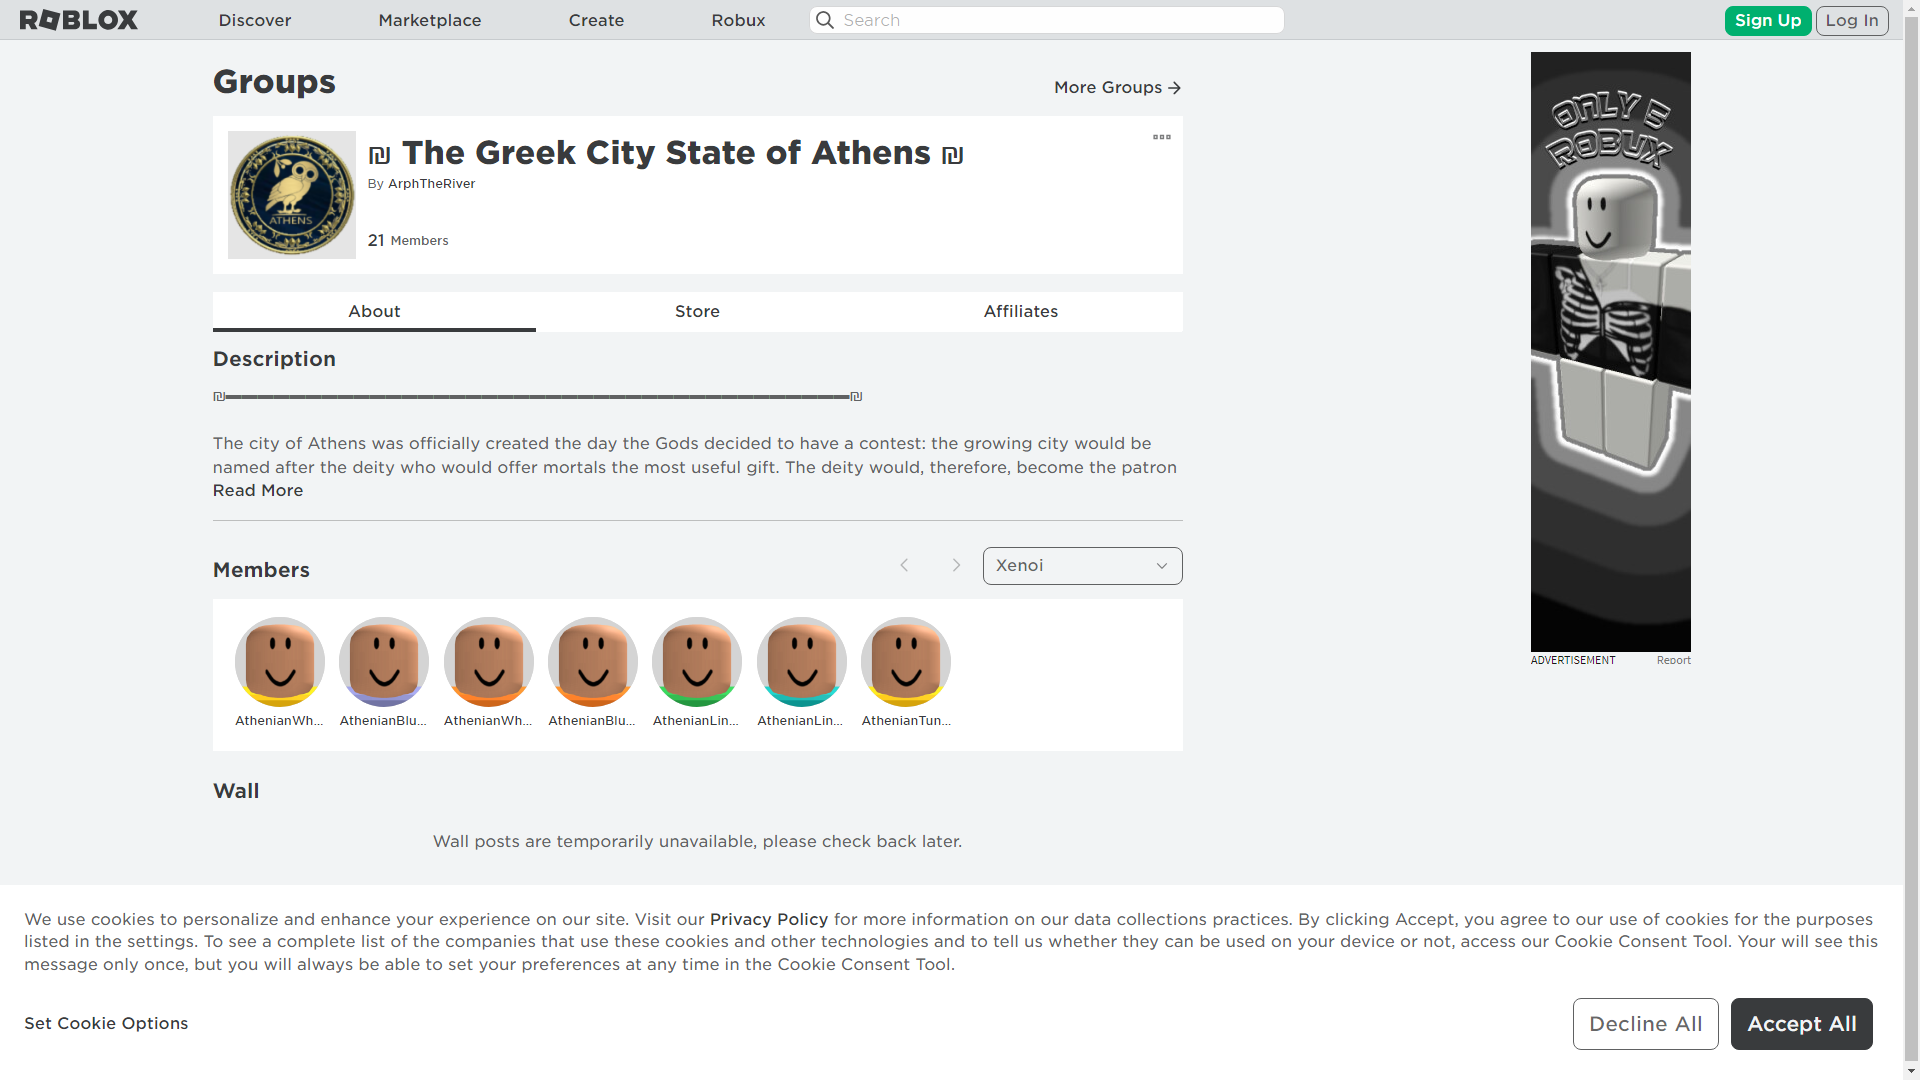 ROBLOX Discover Marketplace Create Robux Search Sign Up Log In
Groups
More Groups
₪ The Greek City State of Athens ₪
By ArphTheRiver
21 Members
ATHENS
About Store Affiliates
Description
₪▬▬▬▬▬▬▬▬▬▬▬▬▬▬▬▬▬▬▬▬▬▬▬▬▬▬▬▬▬▬▬▬▬▬▬▬▬▬▬₪
The city of Athens was officially created the day the Gods decided to have a contest: the growing city would be
named after the deity who would offer mortals the most useful gift. The deity would, therefore, become the patron
Read More
Members
Xenoi
AthenianWh... AthenianBlu... AthenianWh... AthenianBlu... AthenianLin... AthenianLin... AthenianTun...
Wall
Wall posts are temporarily unavailable, please check back later.
ONLY 5
ROBUX
ADVERTISEMENT Report
We use cookies to personalize and enhance your experience on our site. Visit our Privacy Policy for more information on our data collections practices. By clicking Accept, you agree to our use of cookies for the purposes
listed in the settings. To see a complete list of the companies that use these cookies and other technologies and to tell us whether they can be used on your device or not, access our Cookie Consent Tool. Your will see this
message only once, but you will always be able to set your preferences at any time in the Cookie Consent Tool.
Set Cookie Options
Decline All
Accept All